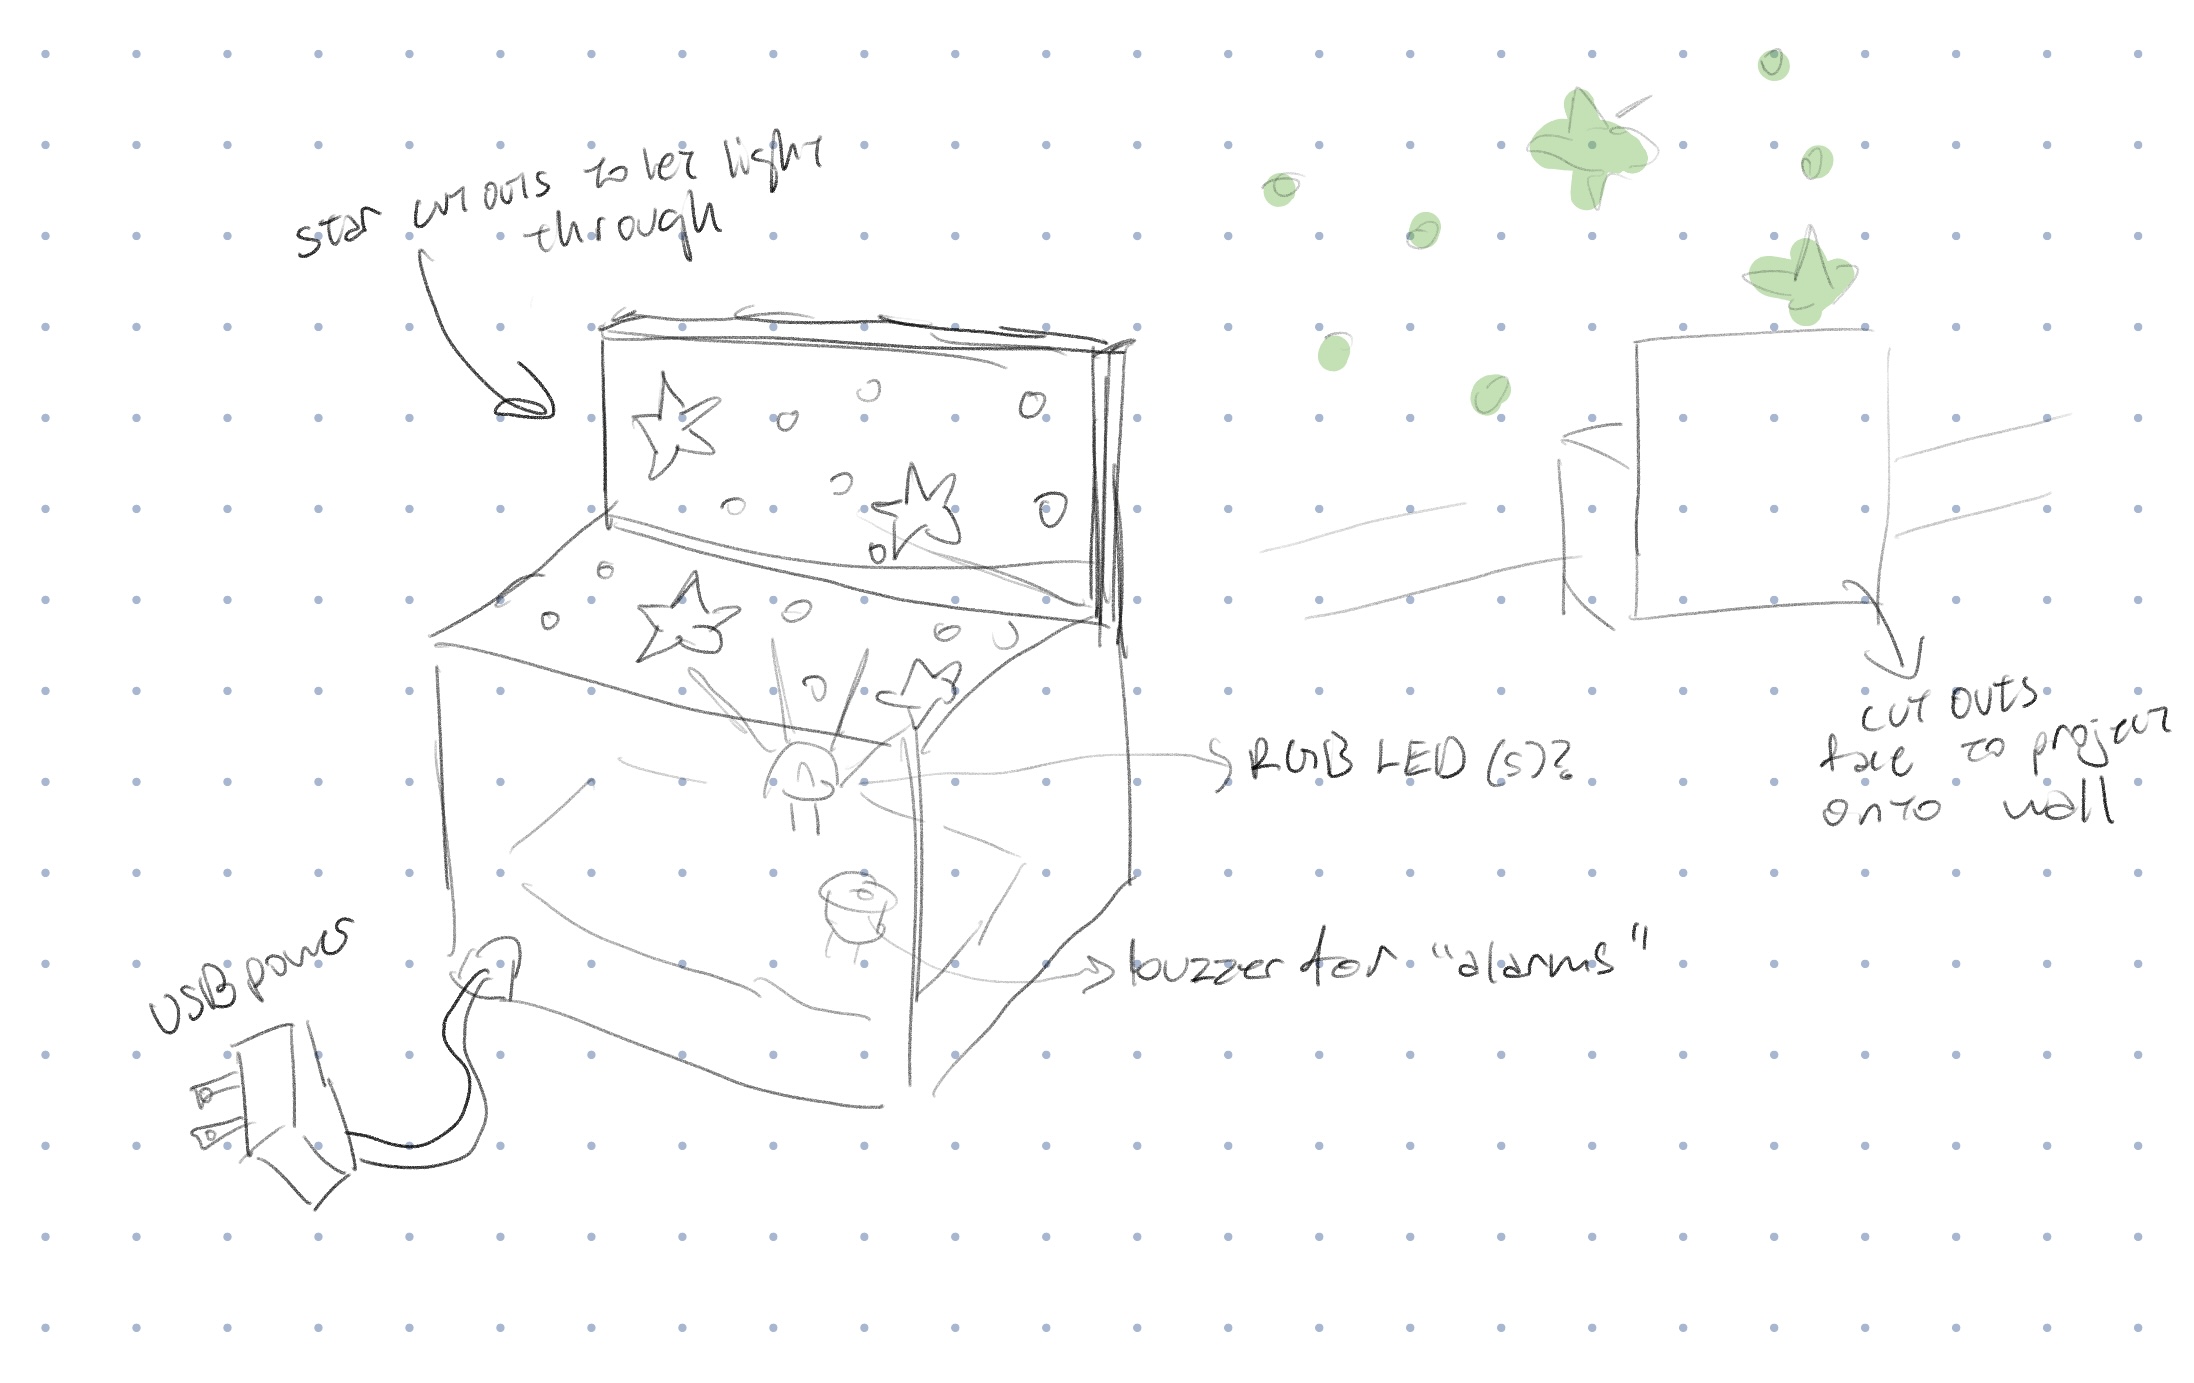 star cut outs to let light
through
RGB LED (s)?
cut outs
face to project
onto wall
USB power
buzzer for "alarms"